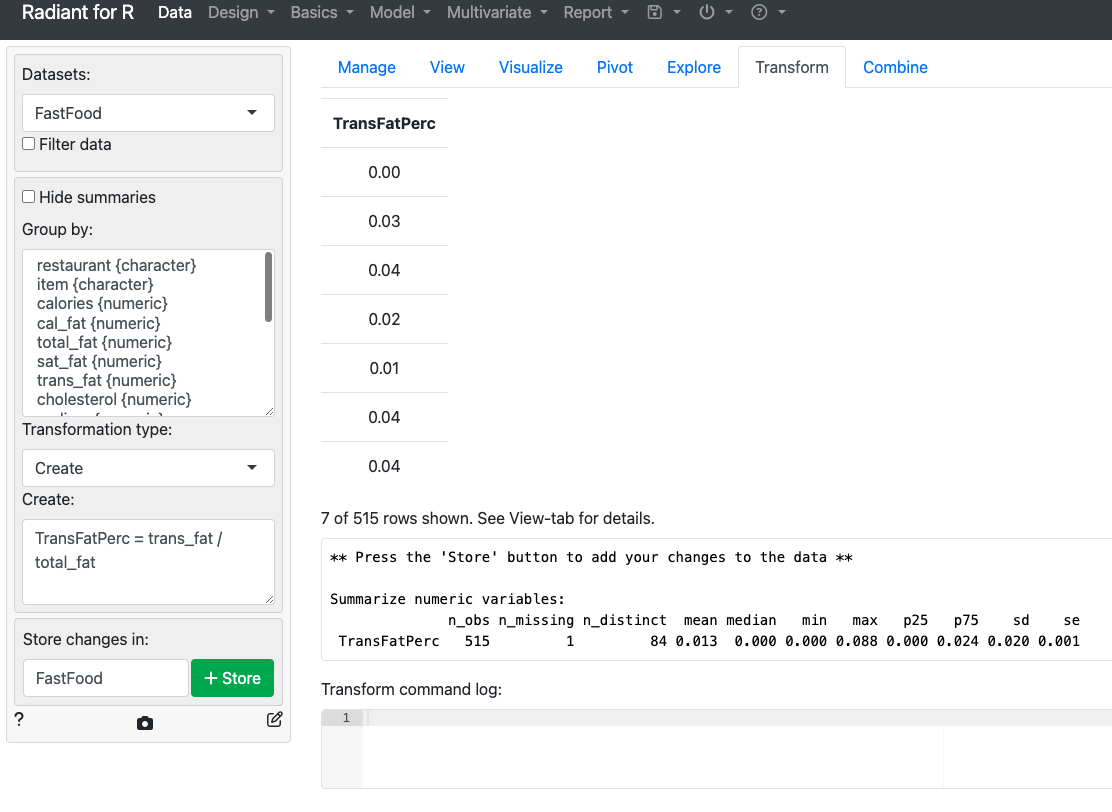 Radiant for R Data Design Basics Model Multivariate Report
Datasets:
FastFood
Filter data
Hide summaries
Group by:
restaurant {character}
item {character}
calories {numeric}
cal_fat {numeric}
total_fat {numeric}
sat_fat {numeric}
trans_fat {numeric}
cholesterol {numeric}
Transformation type:
Create
Create:
TransFatPerc = trans_fat /
total_fat
Store changes in:
FastFood
+ Store
?
Manage View Visualize Pivot Explore Transform Combine
TransFatPerc
0.00
0.03
0.04
0.02
0.01
0.04
0.04
7 of 515 rows shown. See View-tab for details.
** Press the 'Store' button to add your changes to the data **
Summarize numeric variables:
n_obs n_missing n_distinct mean median min max p25 p75 sd se
TransFatPerc 515 1 84 0.013 0.000 0.000 0.088 0.000 0.024 0.020 0.001
Transform command log:
1